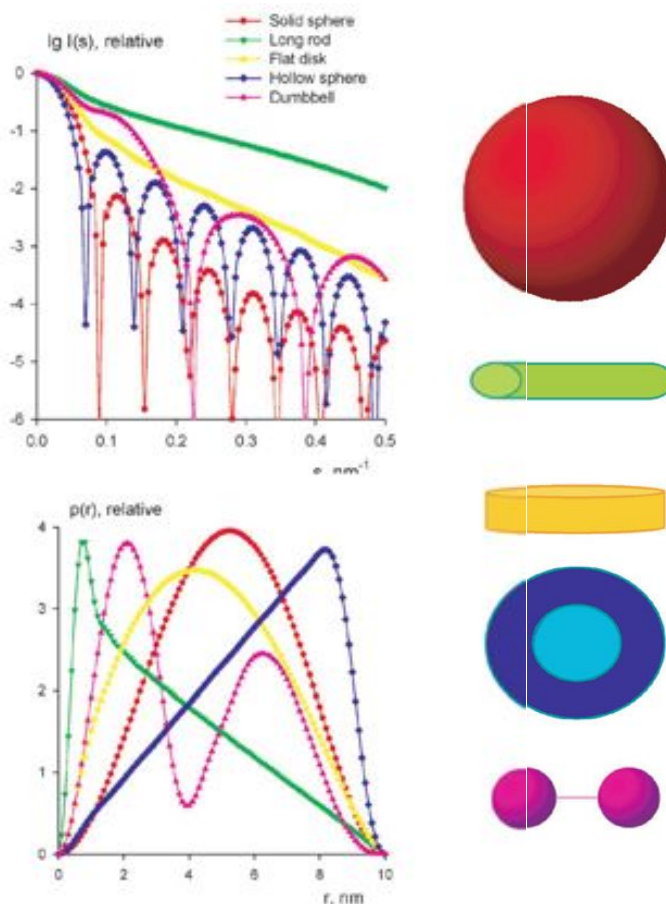 lg I(s), relative
Solid sphere
Long rod
Flat disk
Hollow sphere
Dumbbell
0
-1
-2
-3
-4
-5
-6
0.0 0.1 0.2 0.3 0.4 0.5
s, nm-1
p(r), relative
4
3
2
1
0
0 2 4 6 8 10
r, nm